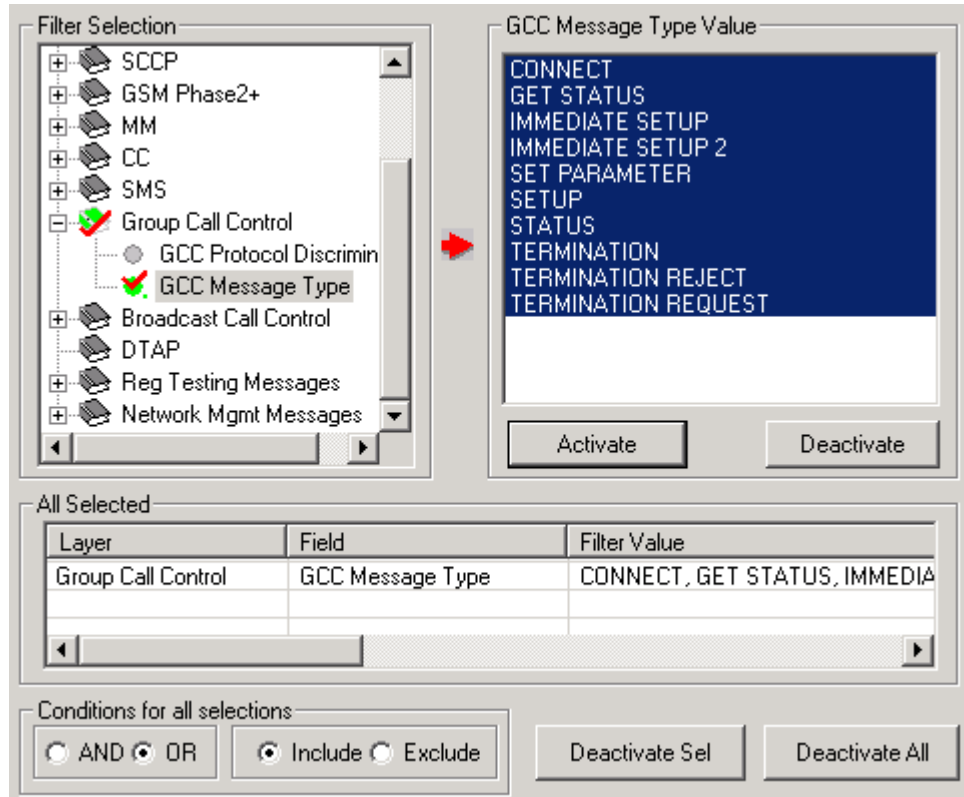 Filter Selection
SCCP
GSM Phase2+
MM
CC
SMS
Group Call Control
GCC Protocol Discrimin
GCC Message Type
Broadcast Call Control
DTAP
Reg Testing Messages
Network Mgmt Messages
GCC Message Type Value
CONNECT
GET STATUS
IMMEDIATE SETUP
IMMEDIATE SETUP 2
SET PARAMETER
SETUP
STATUS
TERMINATION
TERMINATION REJECT
TERMINATION REQUEST
Activate Deactivate
All Selected
Layer Field Filter Value
Group Call Control GCC Message Type CONNECT, GET STATUS, IMMEDIA
Conditions for all selections
AND OR Include Exclude Deactivate Sel Deactivate All